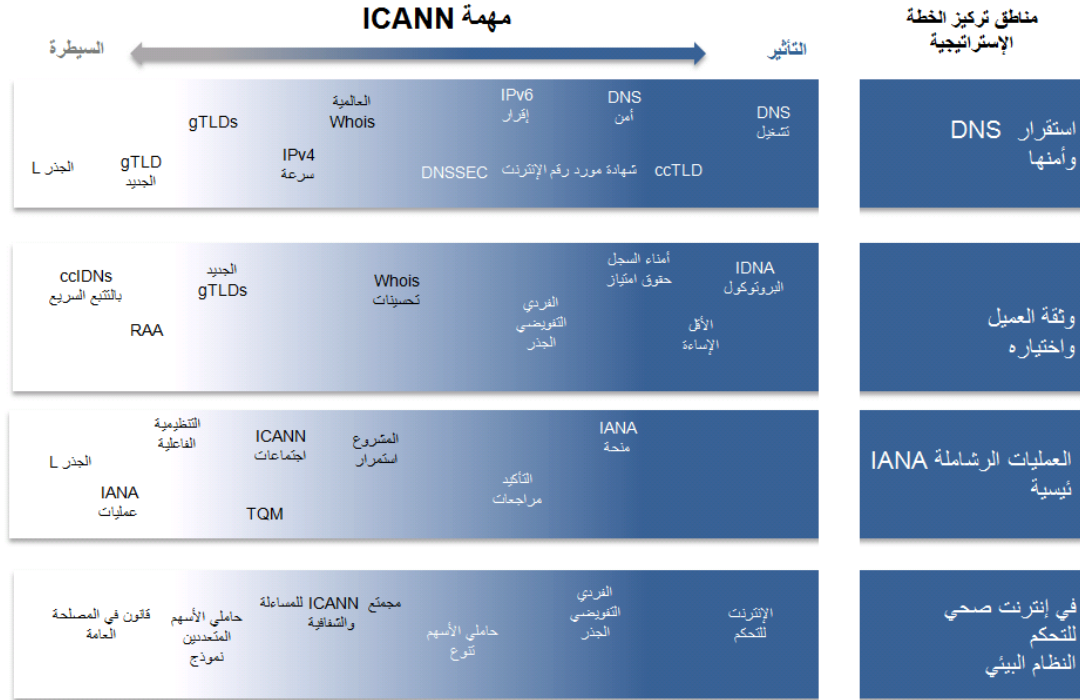 مهمة ICANN
مناطق تركيز الخطة
الإستراتيجية
التأثير
السيطرة
استقرار DNS
وأمنها
DNS
تشغيل
DNS
أمن
IPv6
إقرار
العالمية
Whois
gTLDs
ccTLD
شهادة مورد رقم الإنترنت
DNSSEC
IPv4
سرعة
gTLD
الجديد
الجذر L
وثقة العميل
واختياره
IDNA
البروتوكول
أمناء السجل
حقوق امتياز
الأقل
الإساءة
الفردي
التفويضي
الجذر
Whois
تحسينات
الجديد
gTLDs
ccIDNs
بالتتبع السريع
RAA
العمليات الرشاملة IANA
ئيسية
IANA
منحة
التأكيد
مراجعات
المشروع
استمرار
ICANN
اجتماعات
التنظيمية
الفاعلية
الجذر L
IANA
عمليات
TQM
في إنترنت صحي
للتحكم
النظام البيئي
الإنترنت
للتحكم
الفردي
التفويضي
الجذر
حاملي الأسهم
تنوع
مجمتع ICANN للمساءلة
والشفافية
حاملي الأسهم
المتعددين
نموذج
قانون في المصلحة
العامة